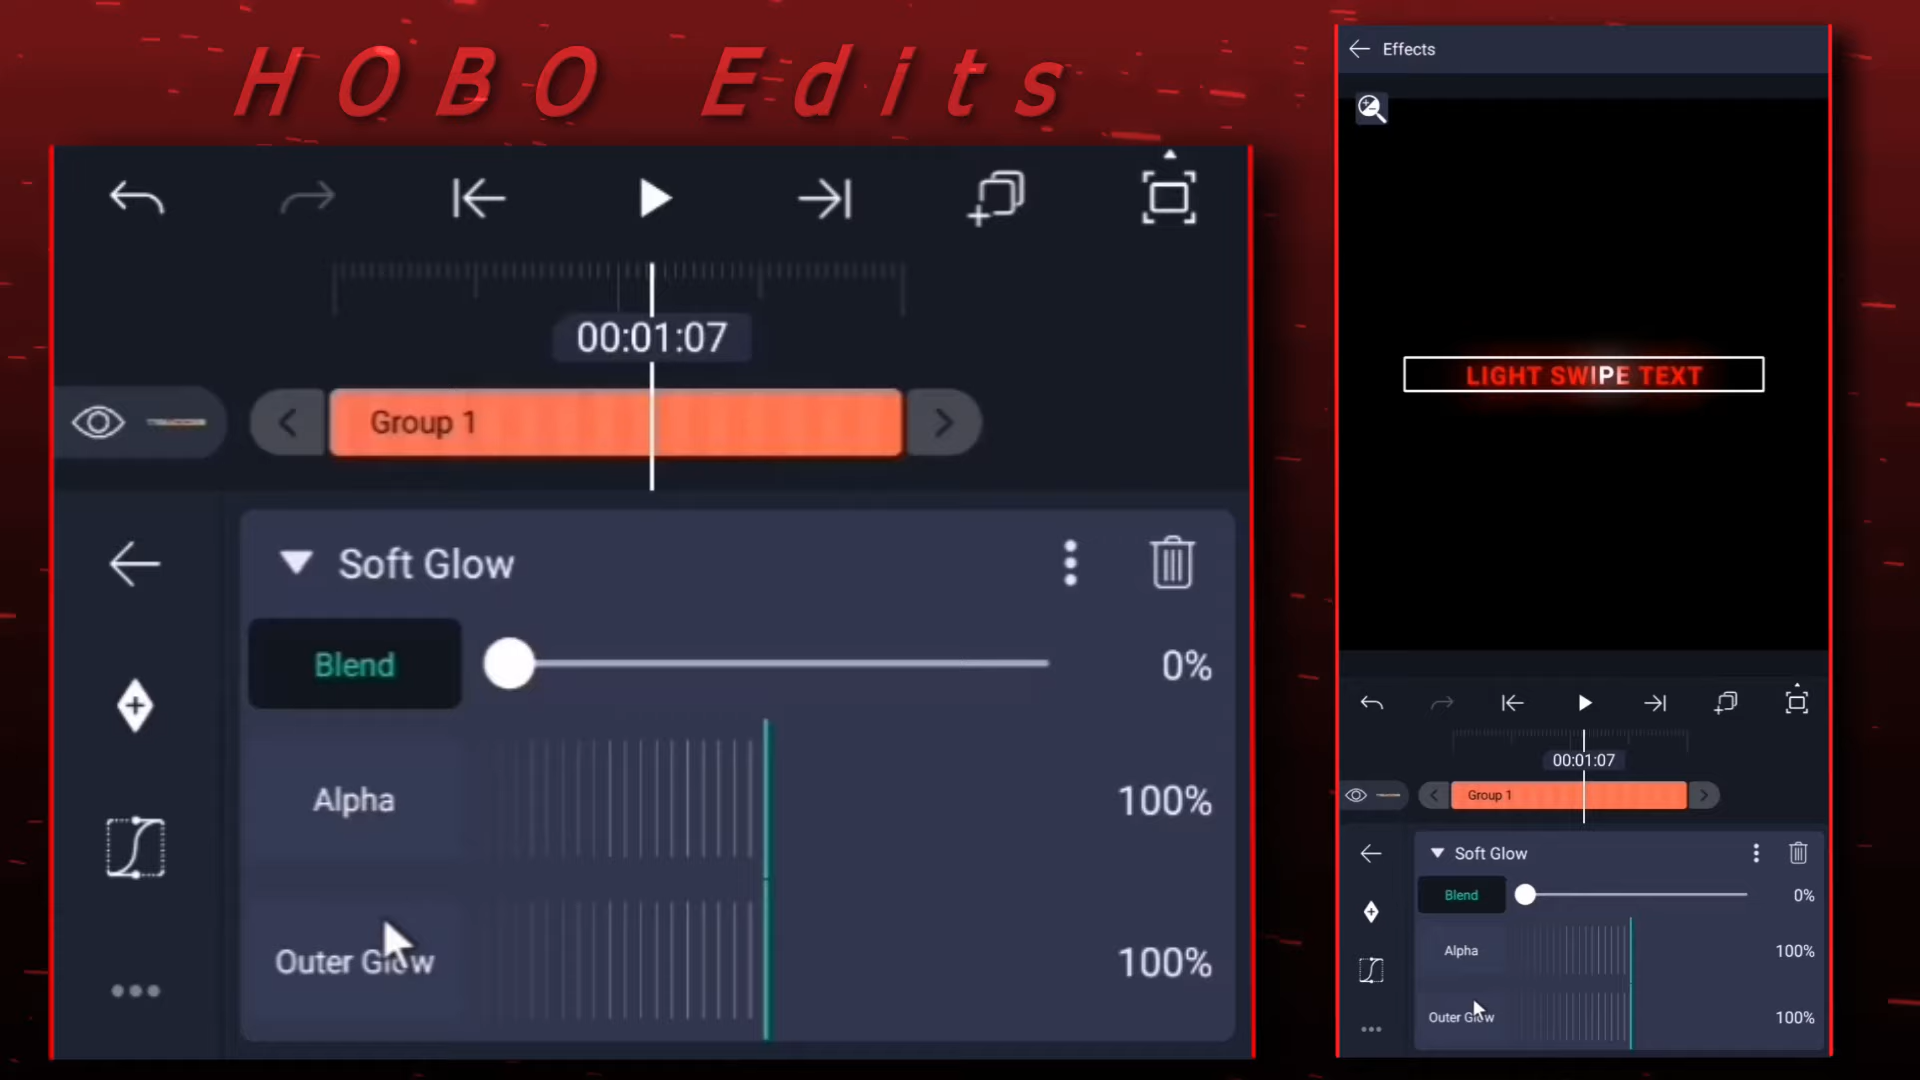 HOBO Edits
00:01:07
Group 1
Soft Glow
Blend
0%
Alpha
100%
Outer Glow
100%
Effects
LIGHT SWIPE TEXT
00:01:07
Group 1
Soft Glow
Blend
0%
Alpha
100%
Outer Glow
100%